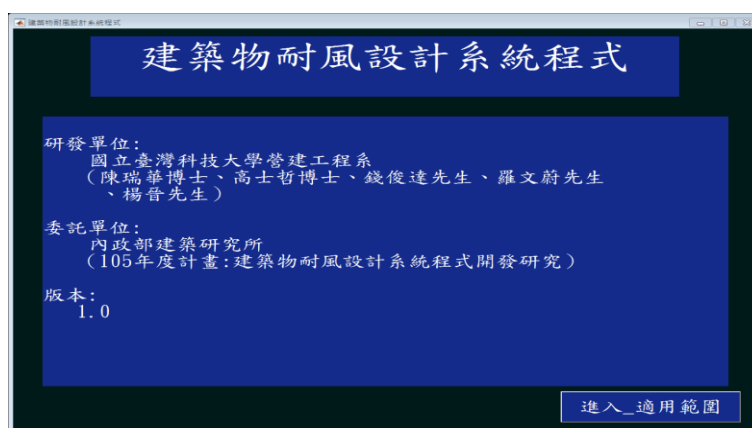 建築物耐風設計系統程式
建築物耐風設計系統程式
研發單位:
國立臺灣科技大學營建工程系
(陳瑞華博士、高士哲博士、錢俊達先生、羅文蔚先生
、楊晉先生)
委託單位:
內政部建築研究所
(105年度計畫:建築物耐風設計系統程式開發研究)
版本:
1.0
進入_適用範圍